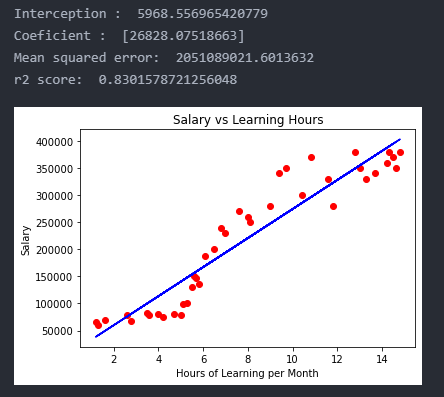 Interception :  5968.556965420779
Coeficient :  [26828.07518663]
Mean squared error:  2051089021.6013632
r2 score:  0.8301578721256048
Salary vs Learning Hours
400000
350000
300000
250000
200000
150000
100000
50000
Salary
2 4 6 8 10 12 14
Hours of Learning per Month